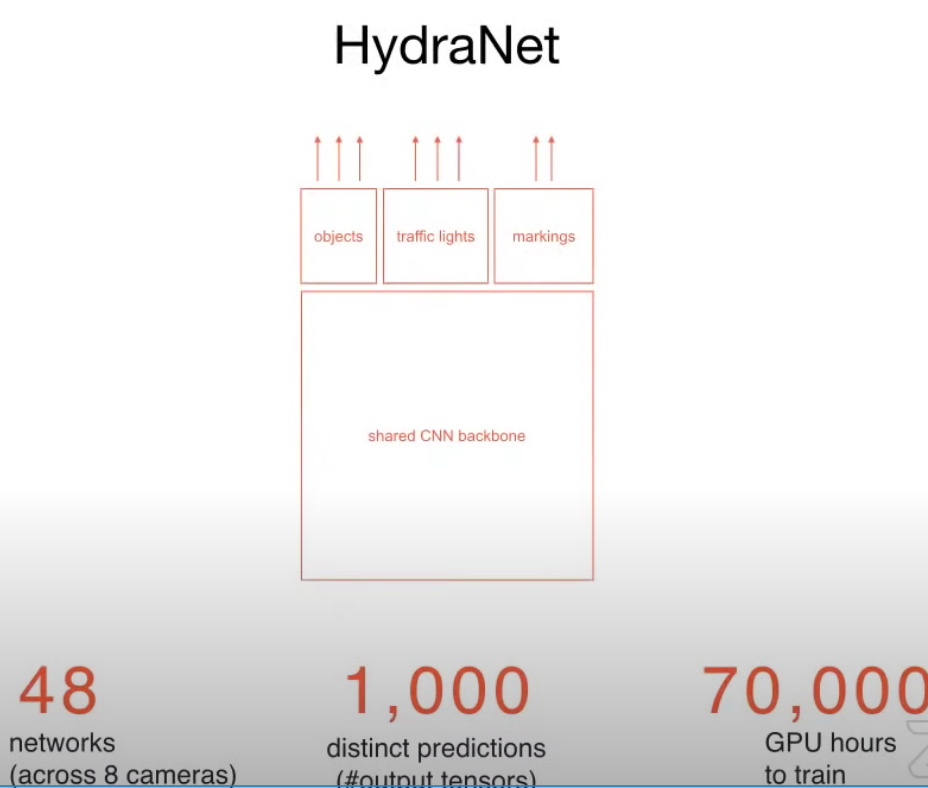 HydraNet
objects
traffic lights
markings
shared CNN backbone
48
networks
(across 8 cameras)
1,000
distinct predictions
(#output tensors)
70,000
GPU hours
to train